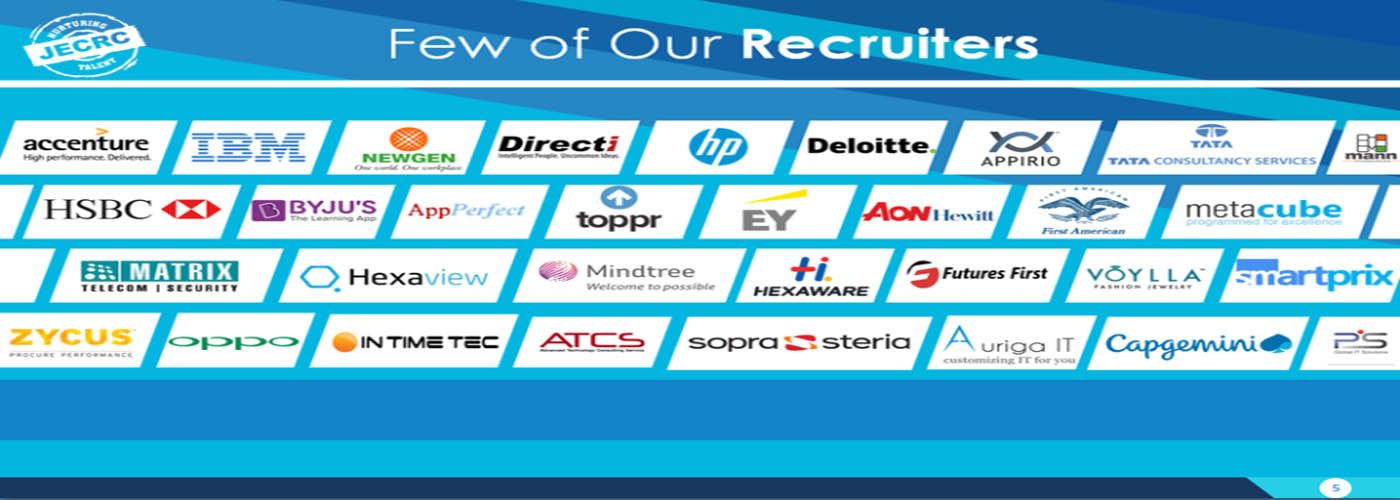 NURTURING
JECRC
TALENT
Few of Our Recruiters
accenture
High performance. Delivered.
IBM
NEWGEN
One world. One workplace
Directi
Intelligent People. Uncommon Ideas.
hp
Deloitte.
APPIRIO
TATA
TATA CONSULTANCY SERVICES
mann
HSBC
BYJU'S
The Learning App
AppPerfect
toppr
EY
AON Hewitt
FIRST AMERICAN
First American
metacube
programmed for excellence
MATRIX
TELECOM | SECURITY
Hexaview
Mindtree
Welcome to possible
Hi.
HEXAWARE
Futures First
VOYLLA™
FASHION JEWELRY
smartprix
ZYCUS
PROCURE PERFORMANCE
oppo
IN TIME TEC
ATCS
Advanced Technology Consulting Service
sopra steria
Auriga IT
customizing IT for you
Capgemini
PS
Global IT Solutions
5